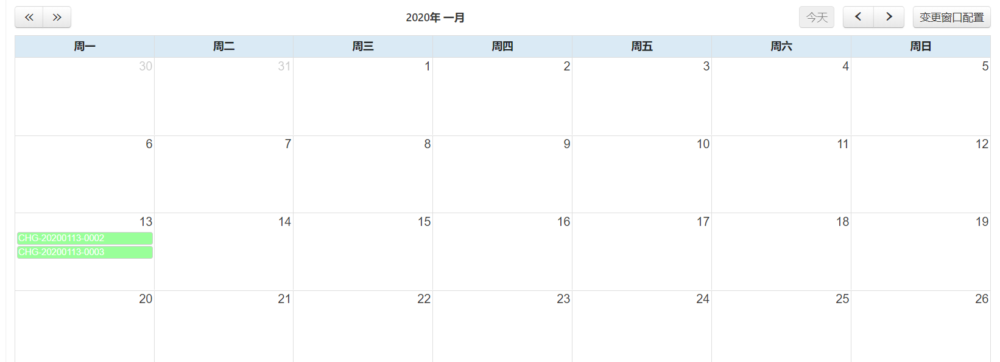 2020年 一月
今天
变更窗口配置
周一 周二 周三 周四 周五 周六 周日
30 31 1 2 3 4 5
6 7 8 9 10 11 12
13 14 15 16 17 18 19
CHG-20200113-0002
CHG-20200113-0003
20 21 22 23 24 25 26